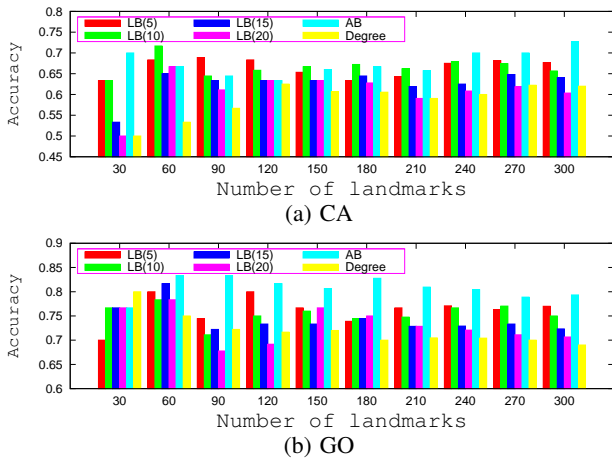 LB(5) LB(15) AB
LB(10) LB(20) Degree
Accuracy
0.8
0.75
0.7
0.65
0.6
0.55
0.5
0.45
30 60 90 120 150 180 210 240 270 300
Number of landmarks
(a) CA
LB(5) LB(15) AB
LB(10) LB(20) Degree
Accuracy
0.9
0.85
0.8
0.75
0.7
0.65
0.6
30 60 90 120 150 180 210 240 270 300
Number of landmarks
(b) GO